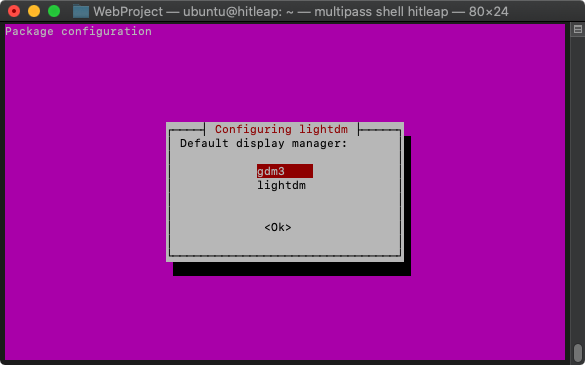 WebProject — ubuntu@hitleap: ~ — multipass shell hitleap — 80×24
Package configuration
Configuring lightdm
Default display manager:
gdm3
lightdm
<Ok>